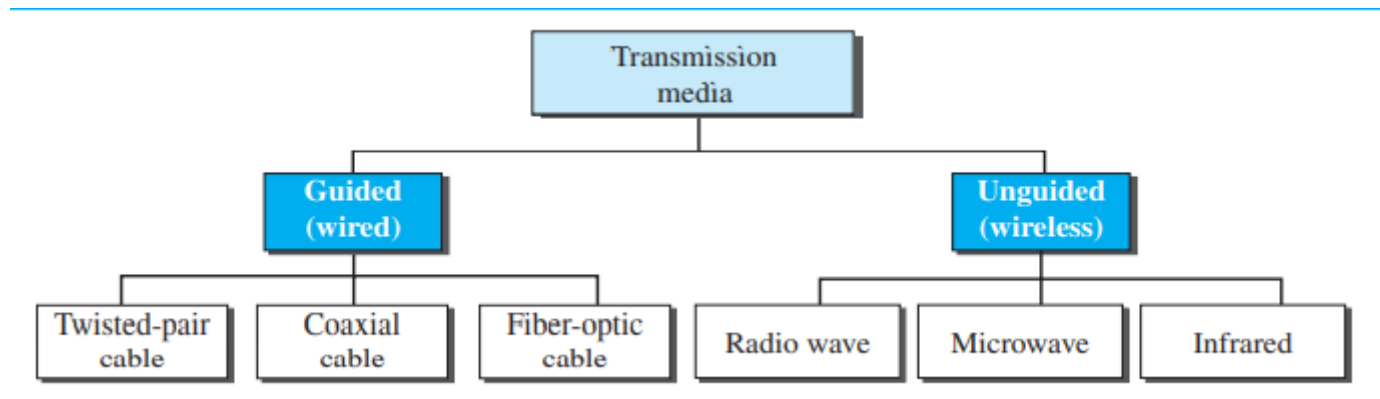 Transmission
media
Guided
(wired)
Unguided
(wireless)
Twisted-pair
cable
Coaxial
cable
Fiber-optic
cable
Radio wave
Microwave
Infrared